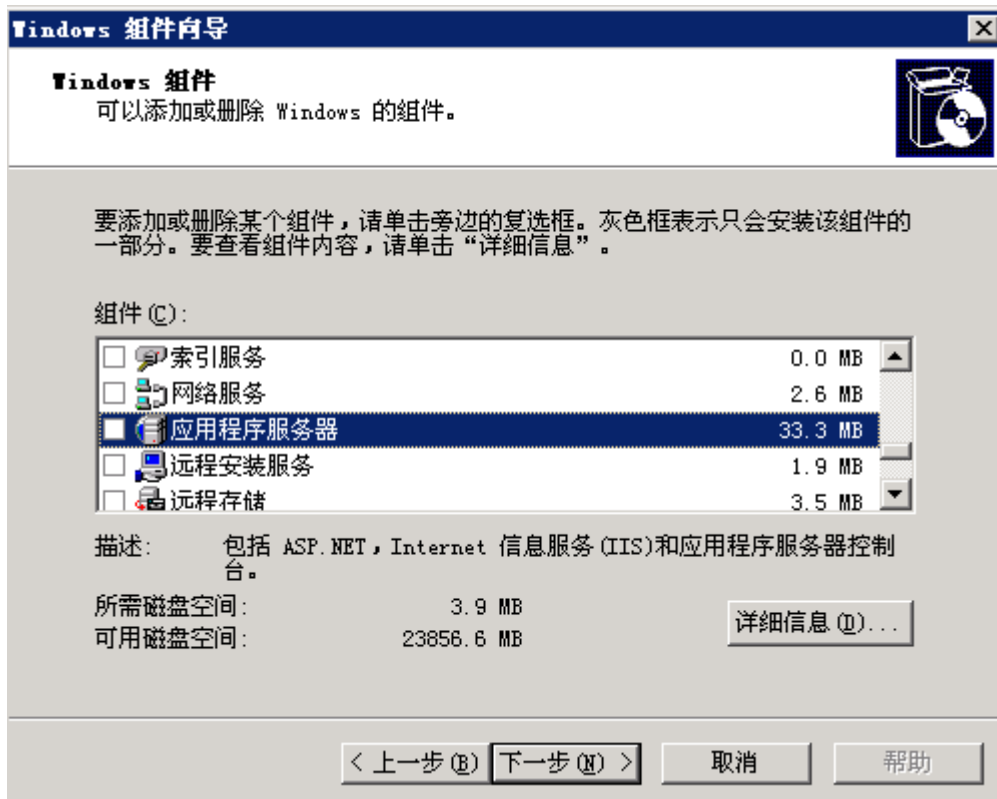 Windows 组件向导
Windows 组件
可以添加或删除 Windows 的组件。
要添加或删除某个组件，请单击旁边的复选框。灰色框表示只会安装该组件的
一部分。要查看组件内容，请单击“详细信息”。
组件(C):
索引服务 0.0 MB
网络服务 2.6 MB
应用程序服务器 33.3 MB
远程安装服务 1.9 MB
远程存储 3.5 MB
描述: 包括 ASP.NET，Internet 信息服务(IIS)和应用程序服务器控制
台。
所需磁盘空间: 3.9 MB
可用磁盘空间: 23856.6 MB
详细信息(D)...
< 上一步(B) 下一步(N) > 取消 帮助